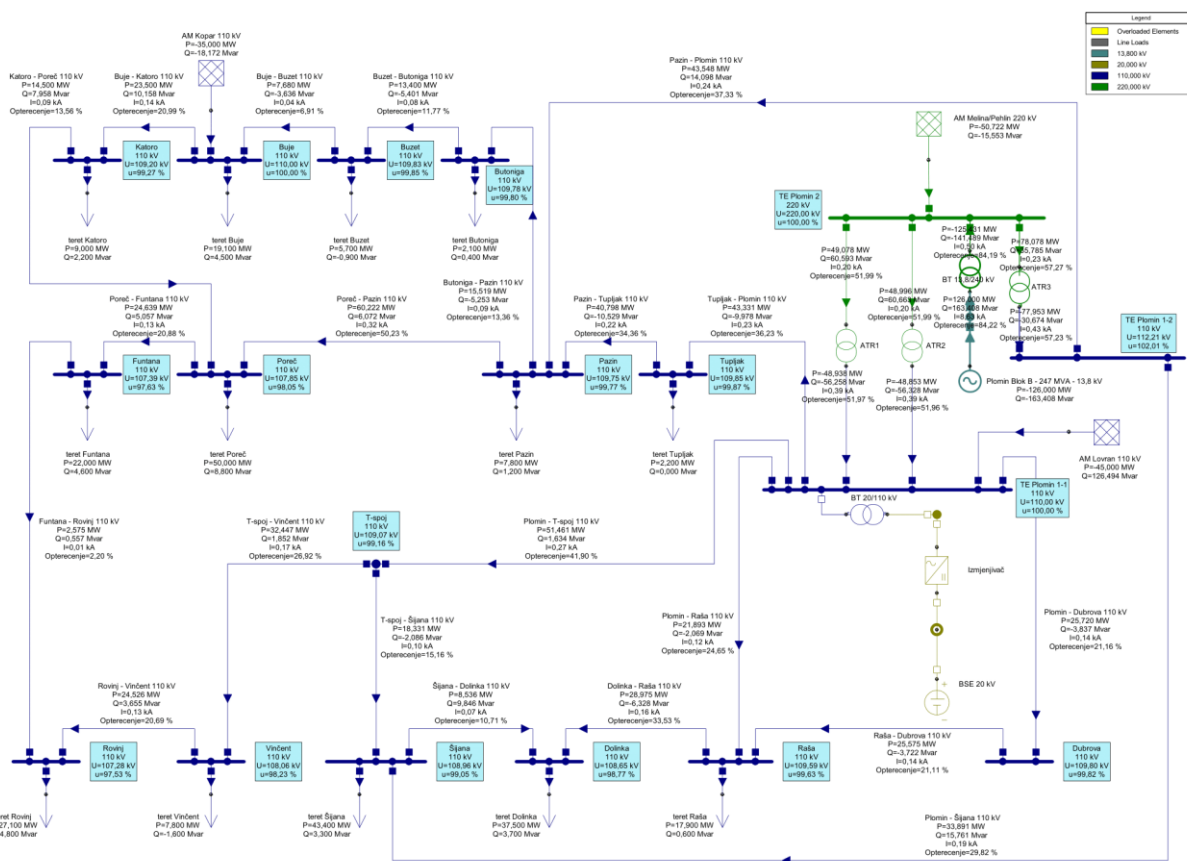 Legend
Overloaded Elements
Line Loads
13,800 kV
20,000 kV
110,000 kV
220,000 kV
AM Kopar 110 kV
P=-35,000 MW
Q=-18,172 Mvar
Katoro - Poreč 110 kV
P=14,500 MW
Q=7,958 Mvar
I=0,09 kA
Opterecenje=13,56 %
Buje - Katoro 110 kV
P=23,500 MW
Q=10,158 Mvar
I=0,14 kA
Opterecenje=20,99 %
Buje - Buzet 110 kV
P=7,680 MW
Q=-3,636 Mvar
I=0,04 kA
Opterecenje=6,91 %
Buzet - Butoniga 110 kV
P=13,400 MW
Q=-5,401 Mvar
I=0,08 kA
Opterecenje=11,77 %
Pazin - Plomin 110 kV
P=43,548 MW
Q=14,098 Mvar
I=0,24 kA
Opterecenje=37,33 %
AM Melina/Pehlin 220 kV
P=-50,722 MW
Q=-15,553 Mvar
Katoro
110 kV
U=109,20 kV
u=99,27 %
Buje
110 kV
U=110,00 kV
u=100,00 %
Buzet
110 kV
U=109,83 kV
u=99,85 %
Butoniga
110 kV
U=109,78 kV
u=99,80 %
TE Plomin 2
220 kV
U=220,00 kV
u=100,00 %
teret Katoro
P=9,000 MW
Q=2,200 Mvar
teret Buje
P=19,100 MW
Q=4,500 Mvar
teret Buzet
P=5,700 MW
Q=-0,900 Mvar
teret Butoniga
P=2,100 MW
Q=0,400 Mvar
P=49,078 MW
Q=60,593 Mvar
I=0,20 kA
Opterecenje=51,99 %
P=48,996 MW
I=0,20 kA
Opterecenje=51,99 %
Q=-141,489 Mvar
I=0,50 kA
Opterecenje=84,19 %
BT 13,8/240 kV
P=126,000 MW
Q=163,408 Mvar
Opterecenje=84,22 %
P=78,078 MW
I=0,23 kA
Opterecenje=57,27 %
ATR3
P=-77,953 MW
Q=-30,674 Mvar
I=0,43 kA
Opterecenje=57,23 %
TE Plomin 1-2
110 kV
U=112,21 kV
u=102,01 %
Poreč - Funtana 110 kV
P=24,639 MW
Q=5,057 Mvar
I=0,13 kA
Opterecenje=20,88 %
Poreč - Pazin 110 kV
P=60,222 MW
Q=6,072 Mvar
I=0,32 kA
Opterecenje=50,23 %
Butoniga - Pazin 110 kV
P=15,519 MW
Q=-5,253 Mvar
I=0,09 kA
Opterecenje=13,36 %
Pazin - Tupljak 110 kV
P=40,798 MW
Q=-10,529 Mvar
I=0,22 kA
Opterecenje=34,36 %
Tupljak - Plomin 110 kV
P=43,331 MW
Q=-9,978 Mvar
I=0,23 kA
Opterecenje=36,23 %
ATR1
ATR2
Funtana
110 kV
U=107,39 kV
u=97,63 %
Poreč
110 kV
U=107,85 kV
u=98,05 %
Pazin
110 kV
U=109,75 kV
u=99,77 %
Tupljak
110 kV
U=109,85 kV
u=99,87 %
P=-48,938 MW
Q=-56,258 Mvar
I=0,39 kA
Opterecenje=51,97 %
P=-48,853 MW
Q=-56,328 Mvar
I=0,39 kA
Opterecenje=51,96 %
Plomin Blok B - 247 MVA - 13,8 kV
P=-126,000 MW
Q=-163,408 Mvar
teret Funtana
P=22,000 MW
Q=4,600 Mvar
teret Poreč
P=50,000 MW
Q=8,800 Mvar
teret Pazin
P=7,800 MW
Q=1,200 Mvar
teret Tupljak
P=2,200 MW
Q=0,000 Mvar
AM Lovran 110 kV
P=-45,000 MW
Q=126,494 Mvar
TE Plomin 1-1
110 kV
U=110,00 kV
u=100,00 %
BT 20/110 kV
Funtana - Rovinj 110 kV
P=2,575 MW
Q=0,557 Mvar
I=0,01 kA
Opterecenje=2,20 %
T-spoj - Vinčent 110 kV
P=32,447 MW
Q=1,852 Mvar
I=0,17 kA
Opterecenje=26,92 %
T-spoj
110 kV
U=109,07 kV
u=99,16 %
Plomin - T-spoj 110 kV
P=51,461 MW
Q=1,634 Mvar
I=0,27 kA
Opterecenje=41,90 %
Izmjenjivač
T-spoj - Šijana 110 kV
P=18,331 MW
Q=-2,086 Mvar
I=0,10 kA
Opterecenje=15,16 %
Plomin - Raša 110 kV
P=21,893 MW
Q=-2,069 Mvar
I=0,12 kA
Opterecenje=24,65 %
Plomin - Dubrova 110 kV
P=25,720 MW
Q=-3,837 Mvar
I=0,14 kA
Opterecenje=21,16 %
BSE 20 kV
Rovinj - Vinčent 110 kV
P=24,526 MW
Q=3,655 Mvar
I=0,13 kA
Opterecenje=20,69 %
Šijana - Dolinka 110 kV
P=8,536 MW
Q=9,846 Mvar
I=0,07 kA
Opterecenje=10,71 %
Dolinka - Raša 110 kV
P=28,975 MW
Q=-6,328 Mvar
I=0,16 kA
Opterecenje=33,53 %
Raša - Dubrova 110 kV
P=25,575 MW
Q=-3,722 Mvar
I=0,14 kA
Opterecenje=21,11 %
Rovinj
110 kV
U=107,28 kV
u=97,53 %
Vinčent
110 kV
U=108,06 kV
u=98,23 %
Šijana
110 kV
U=108,96 kV
u=99,05 %
Dolinka
110 kV
U=108,65 kV
u=98,77 %
Raša
110 kV
U=109,59 kV
u=99,63 %
Dubrova
110 kV
U=109,80 kV
u=99,82 %
Rovinj
27,100 MW
4,800 Mvar
teret Vinčent
P=7,800 MW
Q=-1,600 Mvar
teret Šijana
P=43,400 MW
Q=3,300 Mvar
teret Dolinka
P=37,500 MW
Q=3,700 Mvar
teret Raša
P=17,900 MW
Q=0,600 Mvar
Plomin - Šijana 110 kV
P=33,891 MW
Q=15,761 Mvar
I=0,19 kA
Opterecenje=29,82 %